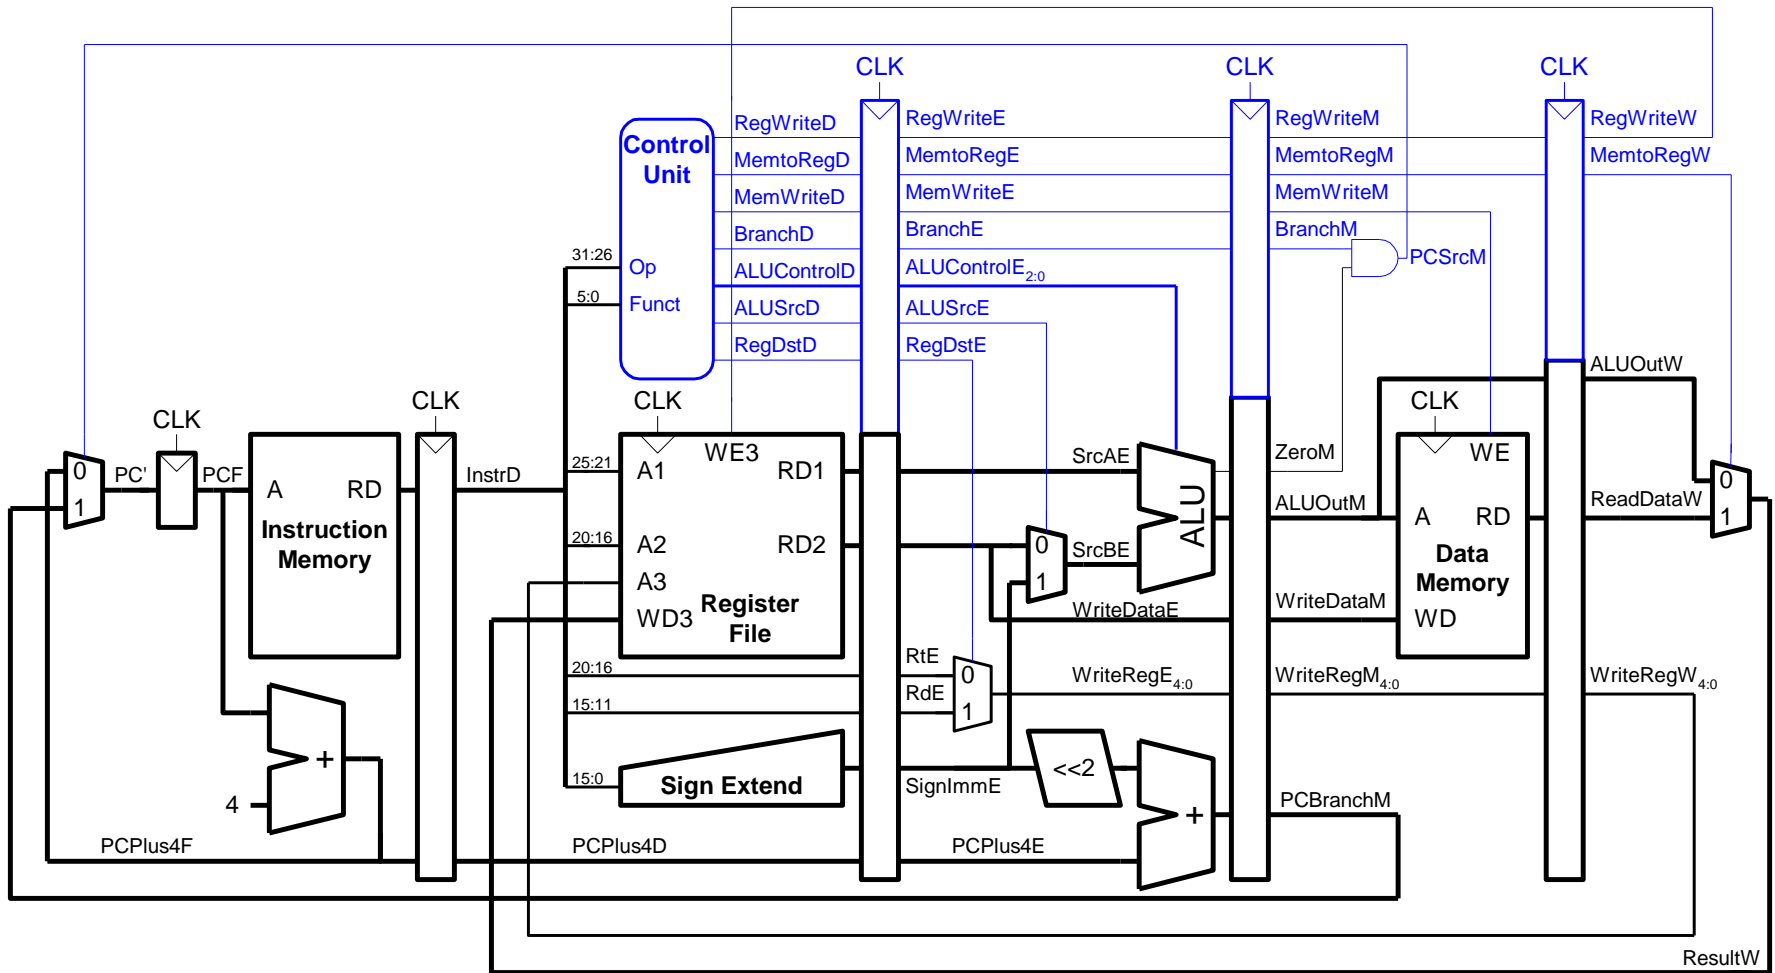 CLK CLK CLK
RegWriteD RegWriteE RegWriteM RegWriteW
Control Unit
MemtoRegD MemtoRegE MemtoRegM MemtoRegW
MemWriteD MemWriteE MemWriteM
BranchD BranchE BranchM
31:26 Op ALUControlD ALUControlE2:0 PCSrcM
5:0 Funct ALUSrcD ALUSrcE
RegDstD RegDstE
ALUOutW
CLK CLK CLK CLK
WE3 ZeroM WE
0 PC' PCF A RD InstrD 25:21 A1 RD1 SrcAE 0
1 ALU ALUOutM A RD ReadDataW 1
Instruction
Memory
20:16 A2 RD2 0 SrcBE
Data
Memory
A3 1
Register
File
WD3 WriteDataE WriteDataM WD
20:16 RtE 0 WriteRegE4:0 WriteRegM4:0 WriteRegW4:0
15:11 RdE 1
+ <<2
15:0 Sign Extend SignImmE
4 + PCBranchM
PCPlus4F PCPlus4D PCPlus4E
ResultW